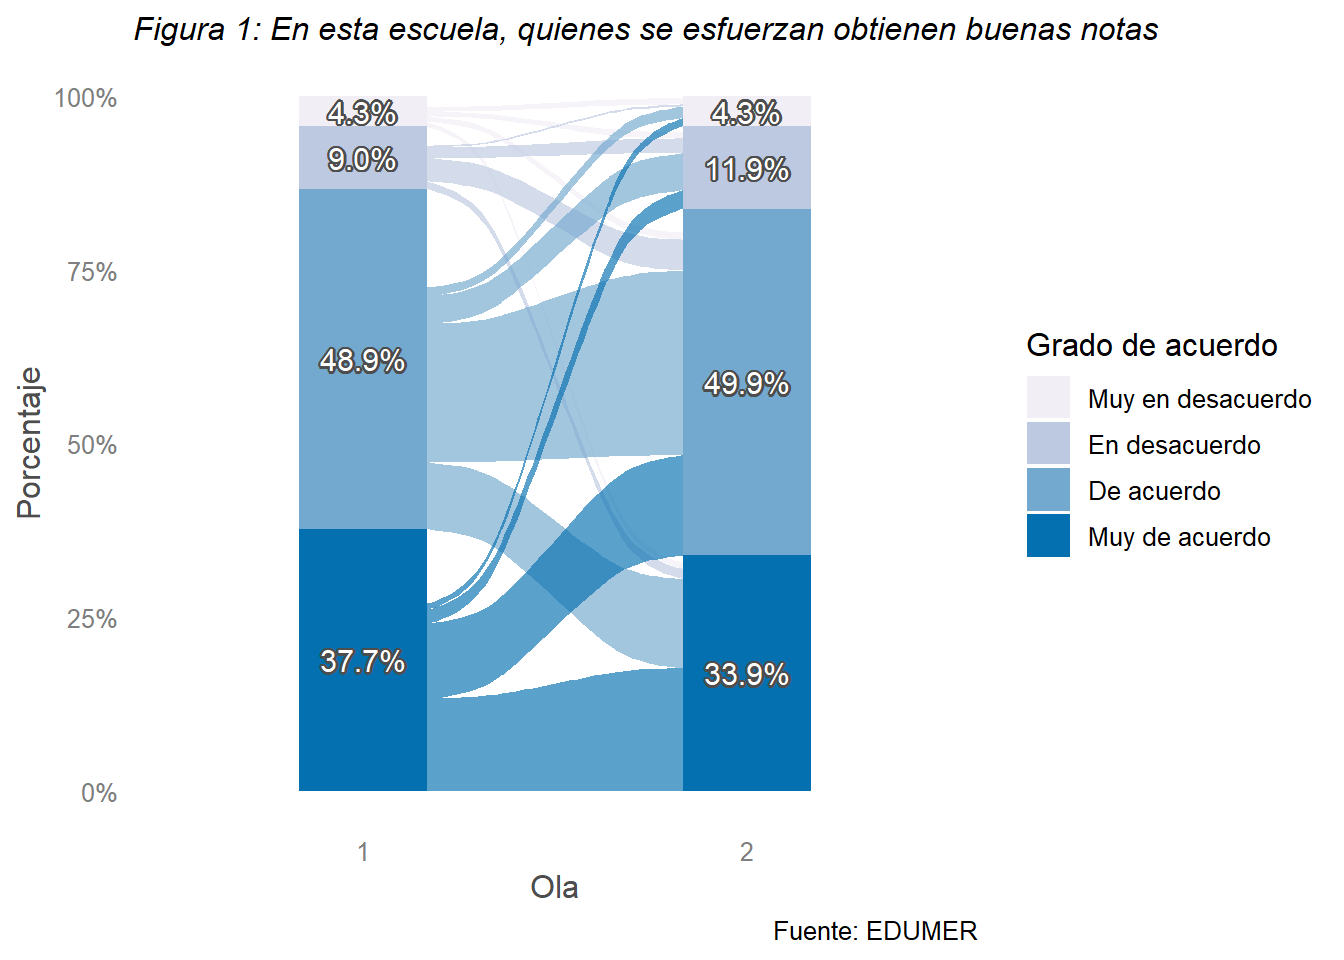 Figura 1: En esta escuela, quienes se esfuerzan obtienen buenas notas
100%
75%
50%
25%
0%
Porcentaje
4.3%
9.0%
48.9%
37.7%
4.3%
11.9%
49.9%
33.9%
1
2
Ola
Grado de acuerdo
Muy en desacuerdo
En desacuerdo
De acuerdo
Muy de acuerdo
Fuente: EDUMER